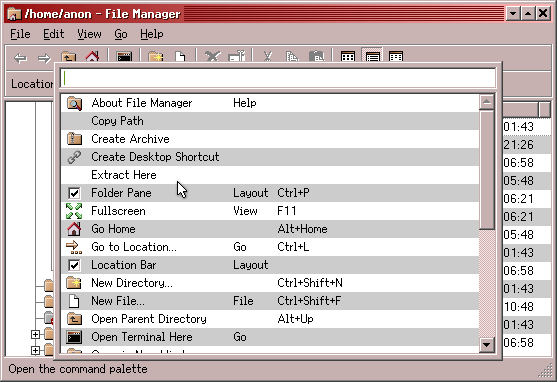 /home/anon - File Manager
File Edit View Go Help
Location
About File Manager Help
Copy Path
Create Archive
Create Desktop Shortcut
Extract Here
Folder Pane Layout Ctrl+P
Fullscreen View F11
Go Home Alt+Home
Go to Location... Go Ctrl+L
Location Bar Layout
New Directory... Ctrl+Shift+N
New File... File Ctrl+Shift+F
Open Parent Directory Alt+Up
Open Terminal Here Go
01:43
21:26
06:58
05:48
06:21
06:21
05:48
01:43
06:58
01:43
10:48
01:43
06:58
Open the command palette